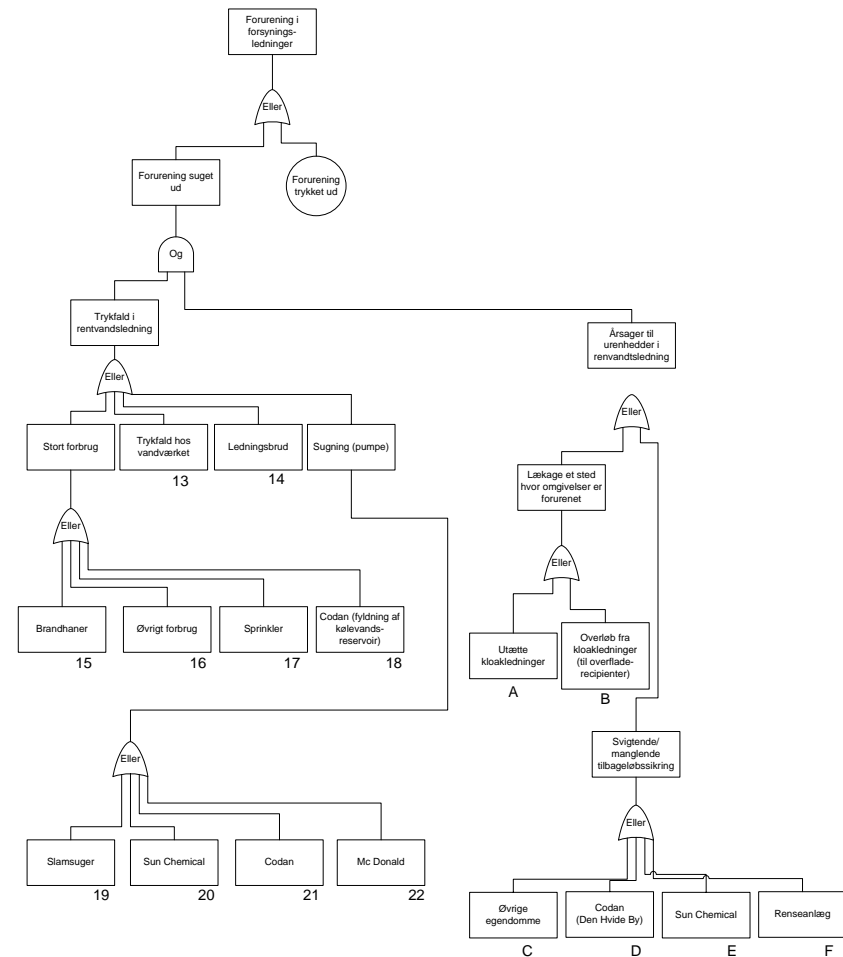 Forurening i
forsynings-
ledninger
Eller
Forurening suget
ud
Forurening
trykket ud
Og
Trykfald i
rentvandsledning
Årsager til
urenhedder i
renvandtsledning
Eller
Eller
Stort forbrug
Trykfald hos
vandværket
Ledningsbrud
Sugning (pumpe)
13
14
Lækage et sted
hvor omgivelser er
forurenet
Eller
Eller
Brandhaner
Øvrigt forbrug
Sprinkler
Codan (fyldning af
kølevands-
reservoir)
15
16
17
18
Utætte
kloakledninger
Overløb fra
kloakledninger
(til overflade-
recipienter)
A
B
Svigtende/
manglende
tilbageløbssikring
Eller
Eller
Slamsuger
Sun Chemical
Codan
Mc Donald
19
20
21
22
Øvrige
egendomme
Codan
(Den Hvide By)
Sun Chemical
Renseanlæg
C
D
E
F